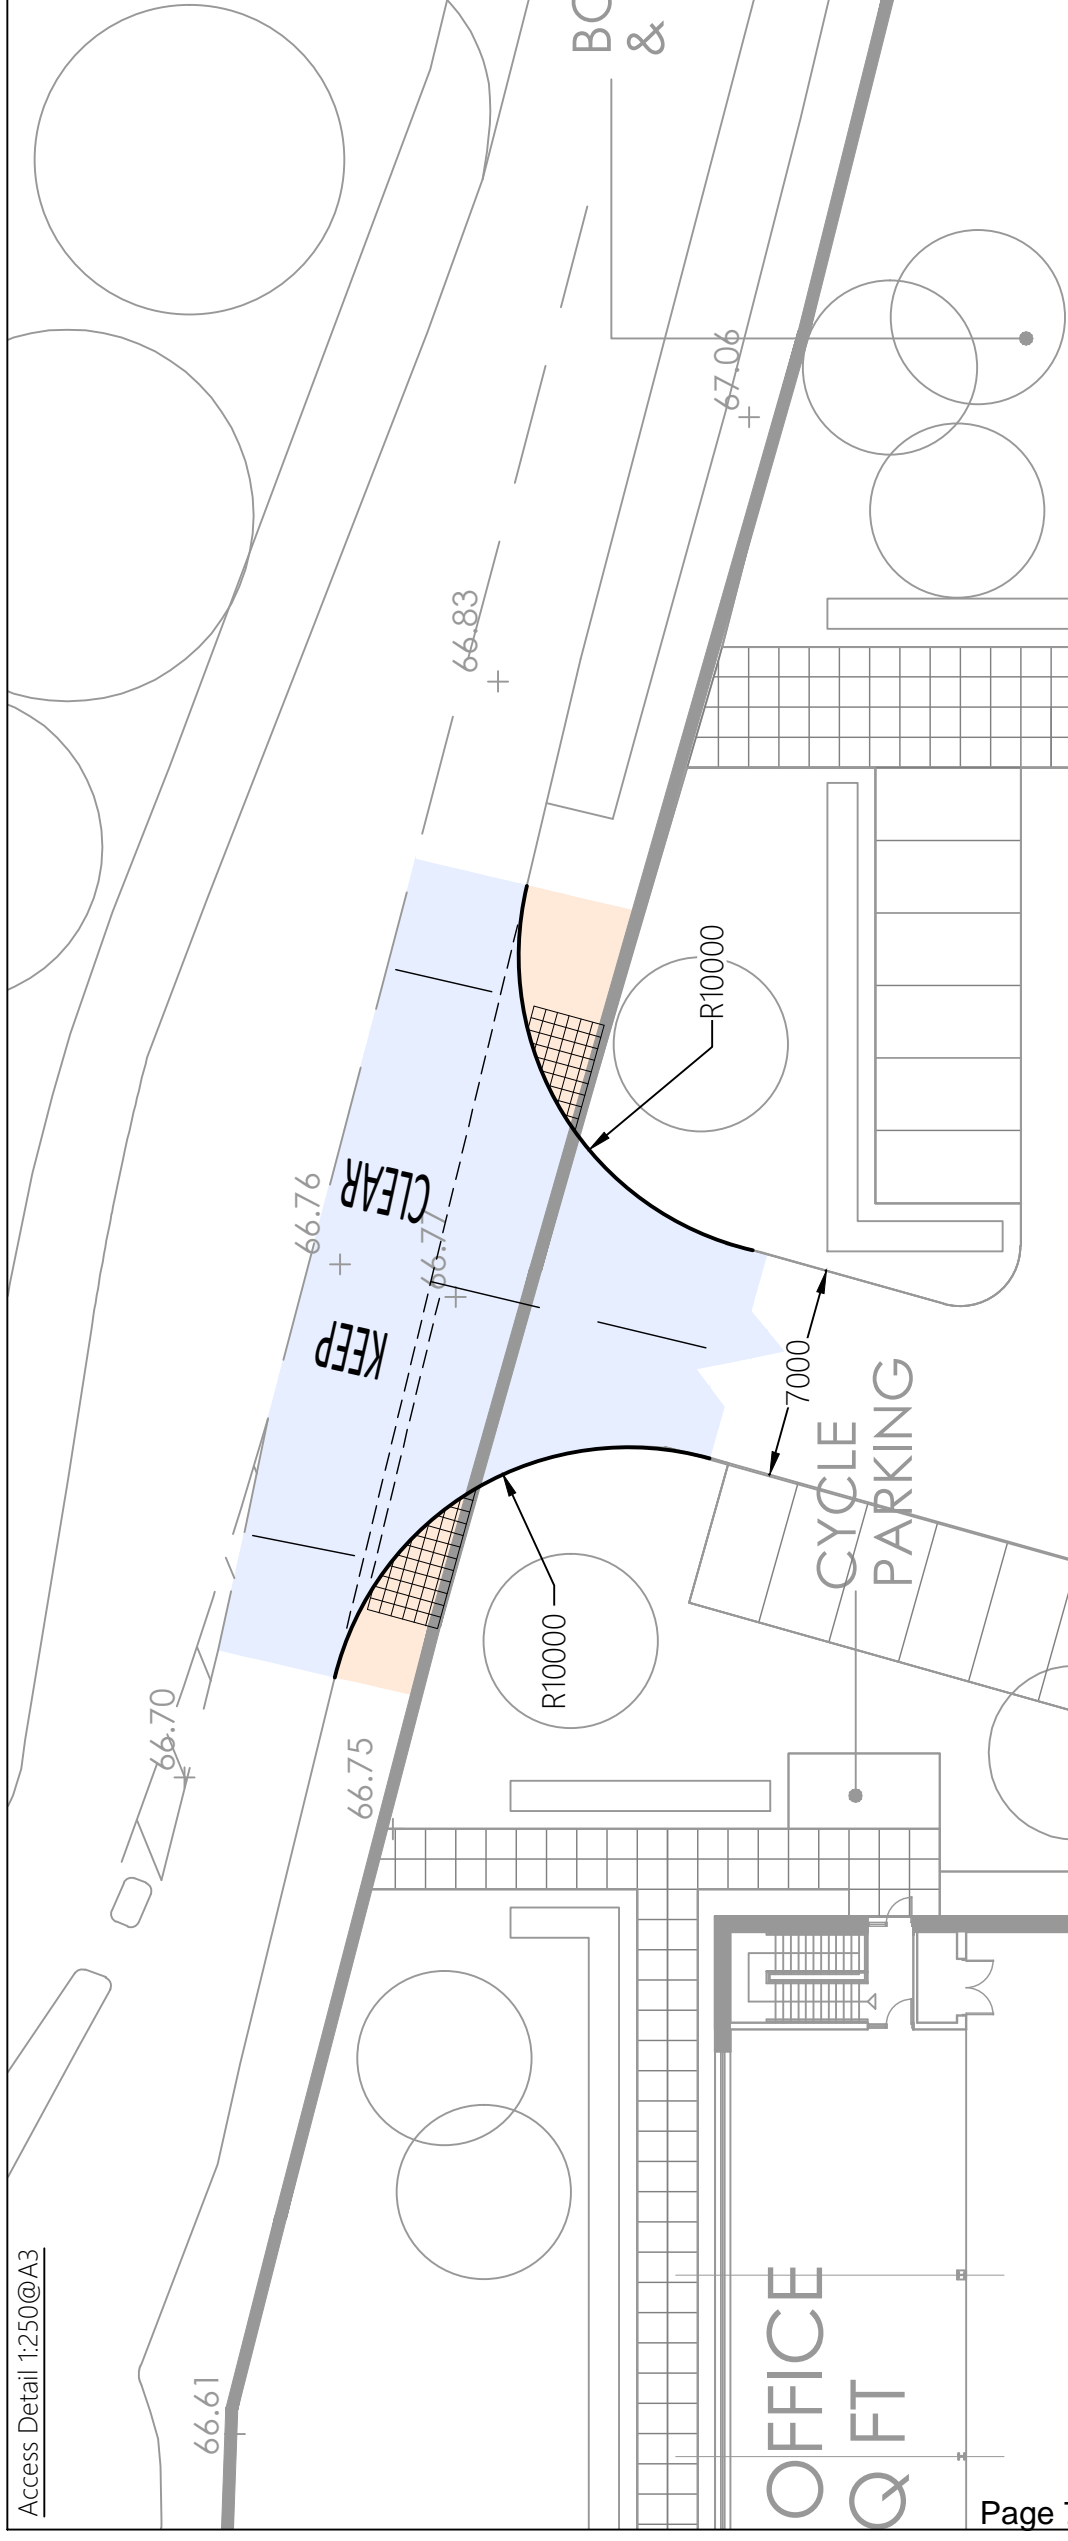 Access Detail 1:250@A3
BO
&
67.06
66.83
66.76
66.77
KEEP
CLEAR
R10000
7000
R10000
CYCLE
PARKING
66.70
66.75
66.61
OFFICE
Q FT
Page 7